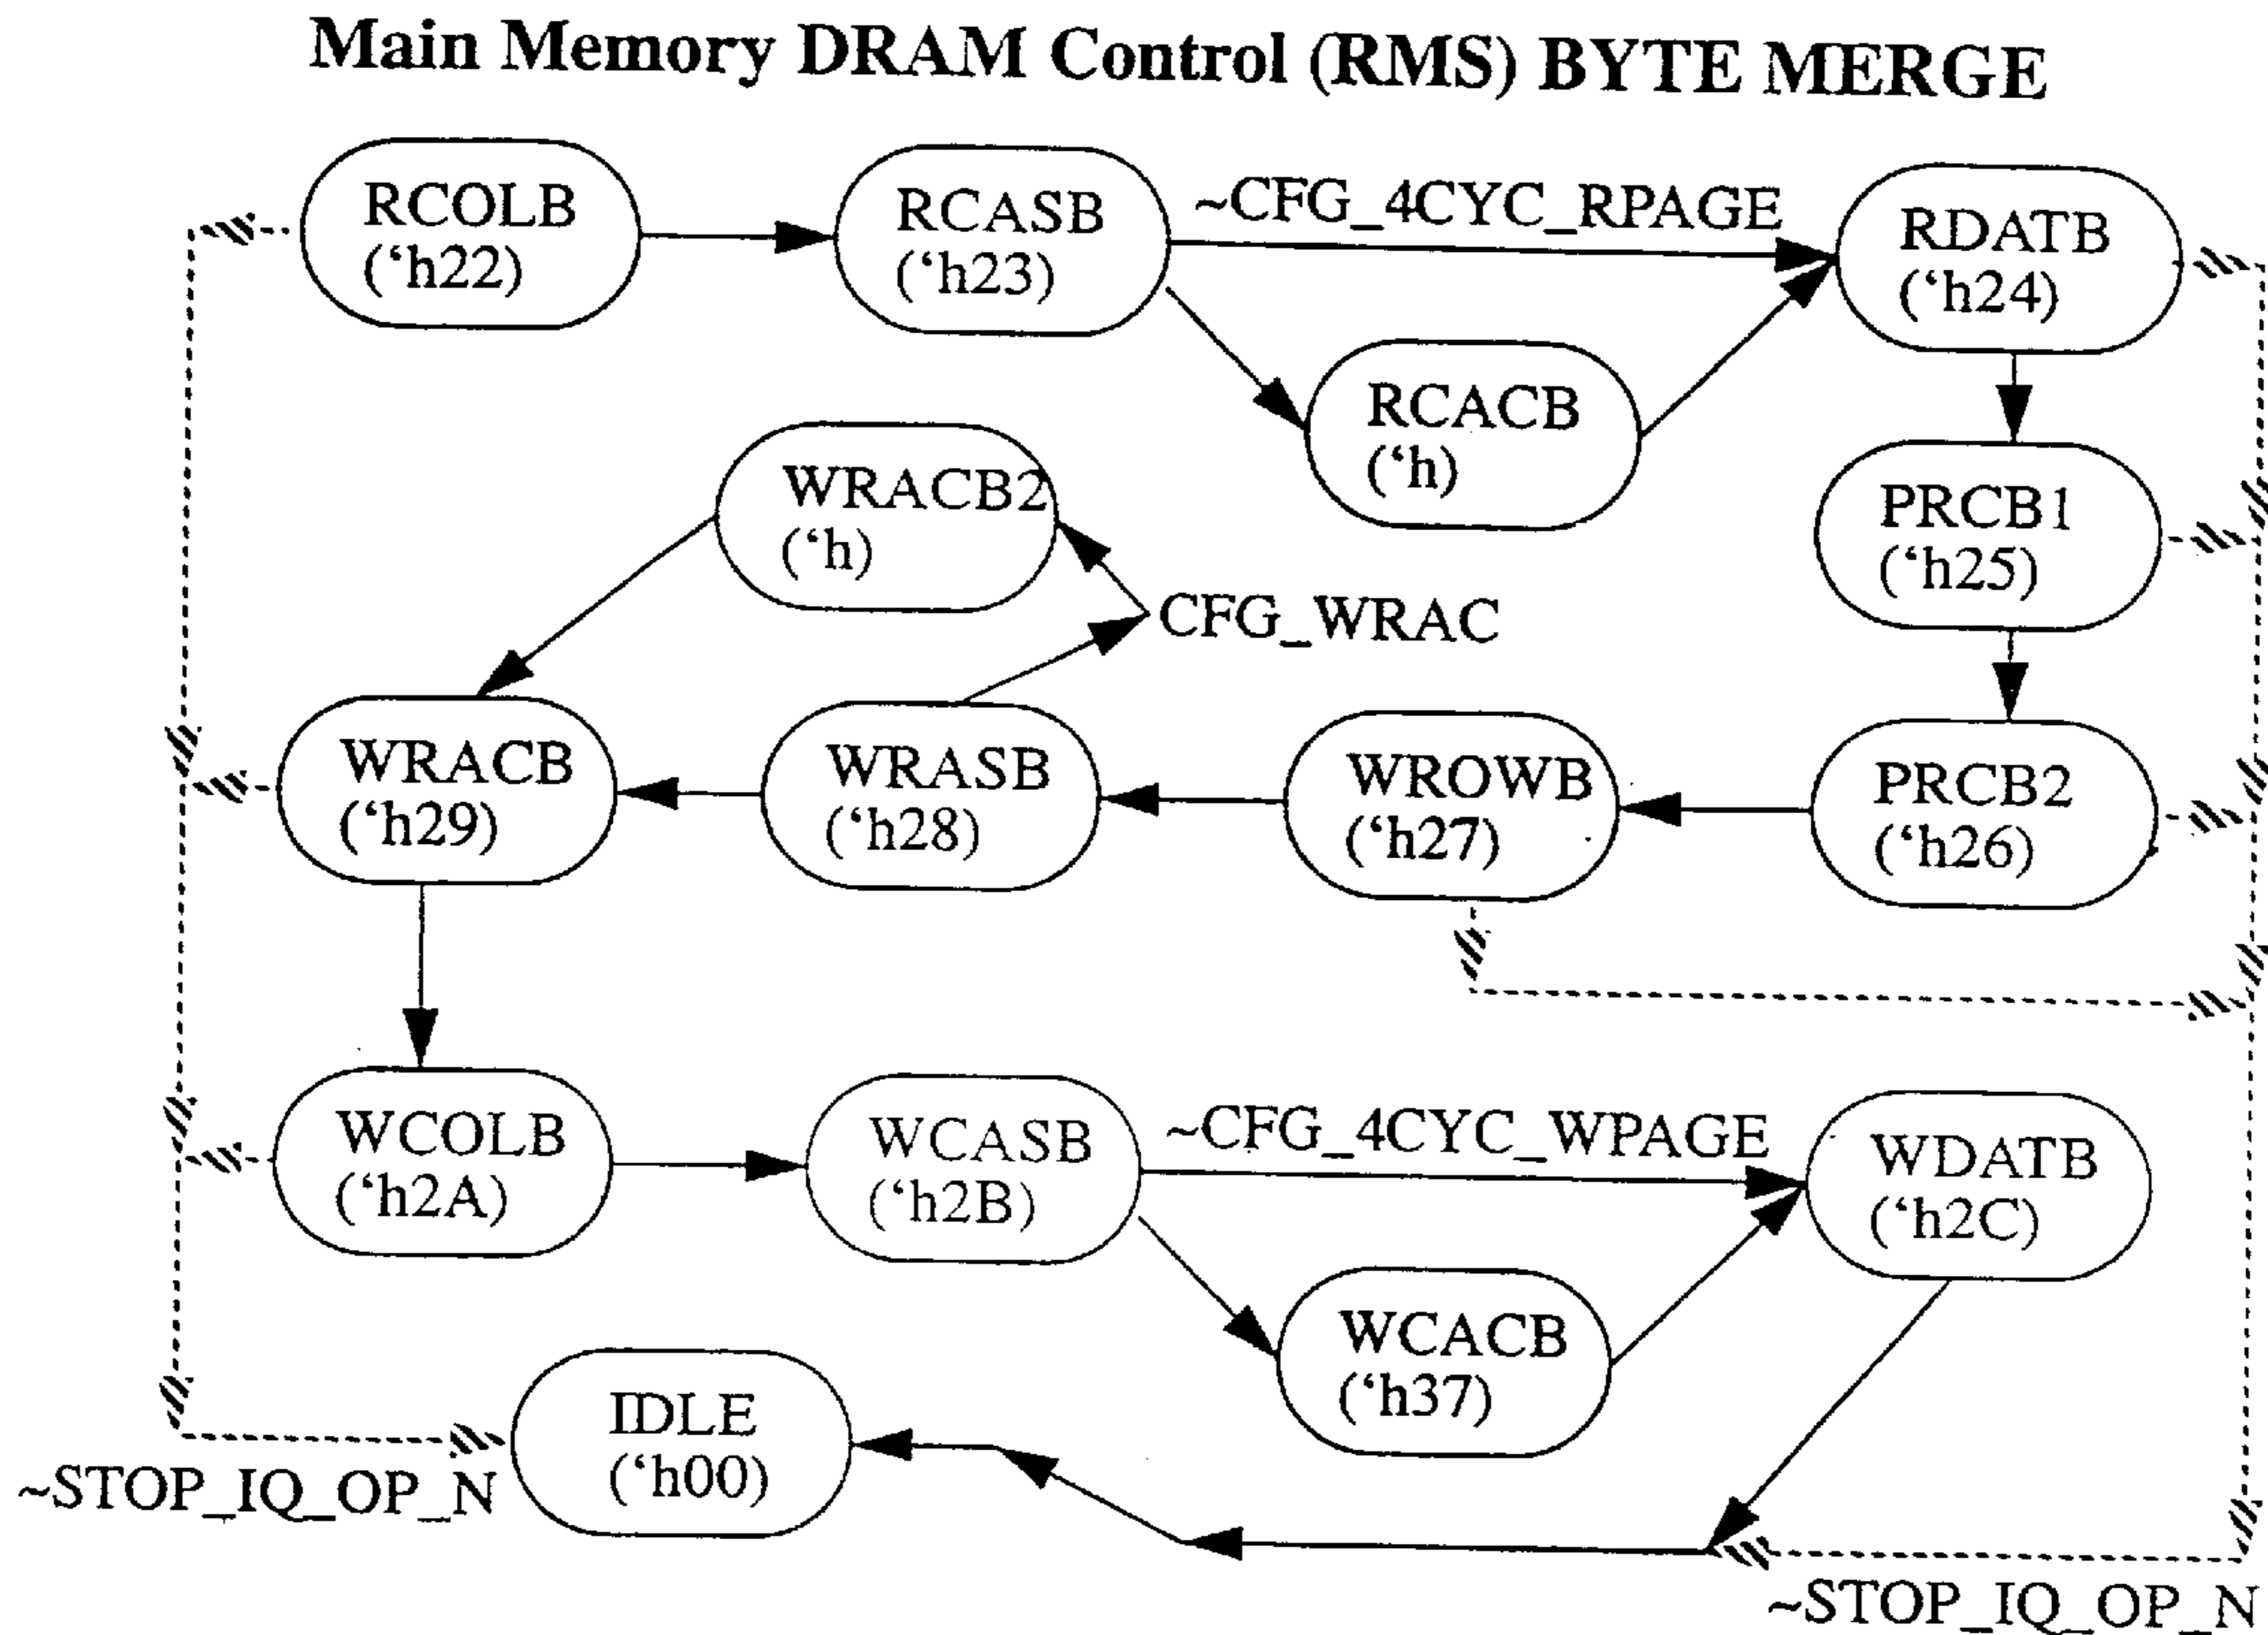 Main Memory DRAM Control (RMS) BYTE MERGE
RCOLB
(‘h22)
RCASB
(‘h23)
~CFG_4CYC_RPAGE
RDATB
(‘h24)
RCACB
(‘h)
WRACB2
(‘h)
PRCB1
(‘h25)
CFG_WRAC
WRACB
(‘h29)
WRASB
(‘h28)
WROWB
(‘h27)
PRCB2
(‘h26)
WCOLB
(‘h2A)
WCASB
(‘h2B)
~CFG_4CYC_WPAGE
WDATB
(‘h2C)
WCACB
(‘h37)
IDLE
(‘h00)
~STOP_IQ_OP_N
~STOP_IQ_OP_N